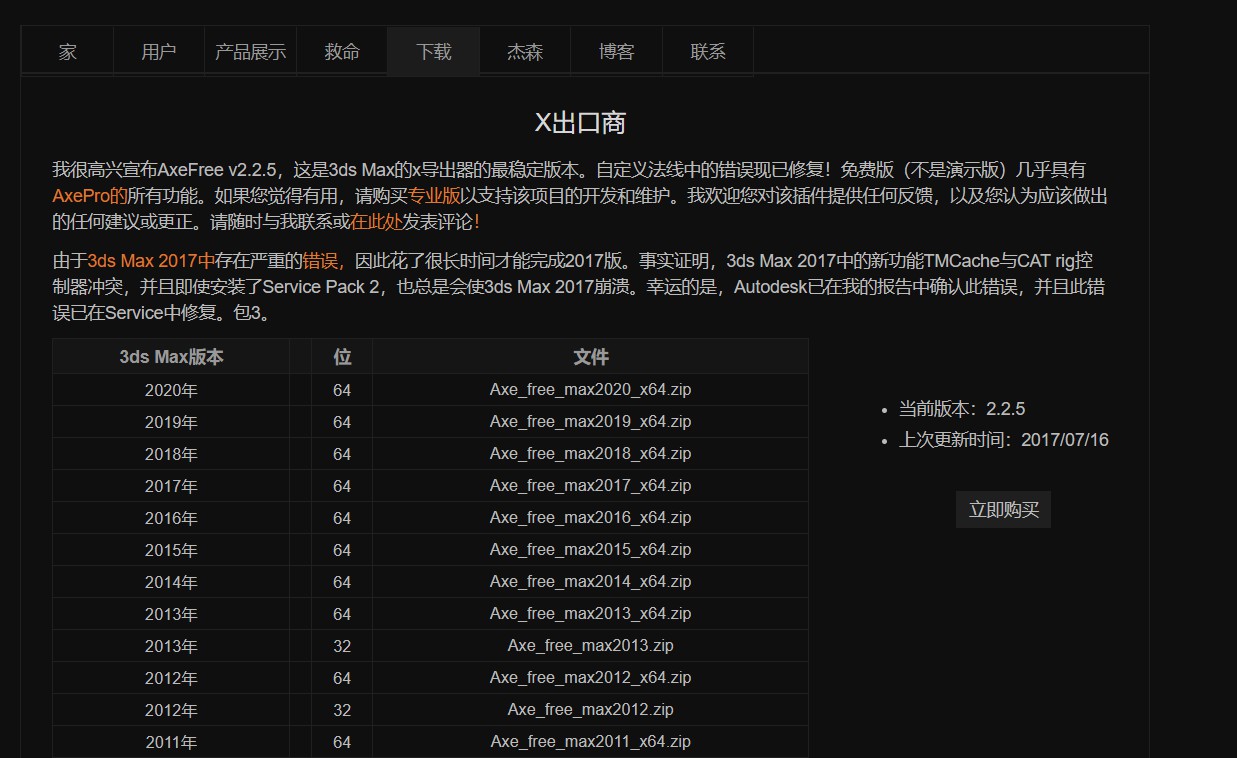 家 用户 产品展示 救命 下载 杰森 博客 联系
X出口商
我很高兴宣布AxeFree v2.2.5，这是3ds Max的x导出器的最稳定版本。自定义法线中的错误现已修复！免费版（不是演示版）几乎具有
AxePro的所有功能。如果您觉得有用，请购买专业版以支持该项目的开发和维护。我欢迎您对该插件提供任何反馈，以及您认为应该做出
的任何建议或更正。请随时与我联系或在此处发表评论！
由于3ds Max 2017中存在严重的错误，因此花了很长时间才能完成2017版。事实证明，3ds Max 2017中的新功能TMCache与CAT rig控
制器冲突，并且即使安装了Service Pack 2，也总是会使3ds Max 2017崩溃。幸运的是，Autodesk已在我的报告中确认此错误，并且此错
误已在Service中修复。包3。
3ds Max版本 位 文件
2020年 64 Axe_free_max2020_x64.zip
2019年 64 Axe_free_max2019_x64.zip
2018年 64 Axe_free_max2018_x64.zip
2017年 64 Axe_free_max2017_x64.zip
2016年 64 Axe_free_max2016_x64.zip
2015年 64 Axe_free_max2015_x64.zip
2014年 64 Axe_free_max2014_x64.zip
2013年 64 Axe_free_max2013_x64.zip
2013年 32 Axe_free_max2013.zip
2012年 64 Axe_free_max2012_x64.zip
2012年 32 Axe_free_max2012.zip
2011年 64 Axe_free_max2011_x64.zip
• 当前版本：2.2.5
• 上次更新时间：2017/07/16
立即购买